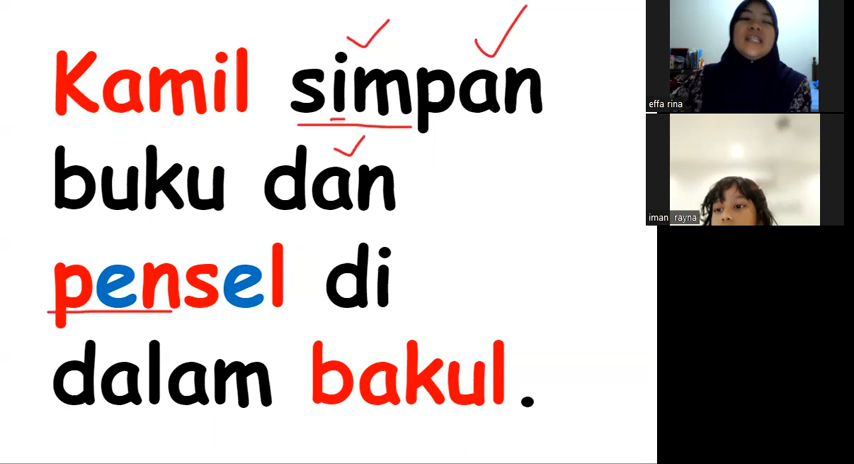 Kamil simpan
buku dan
pensel di
dalam bakul.
effa rina
iman rayna